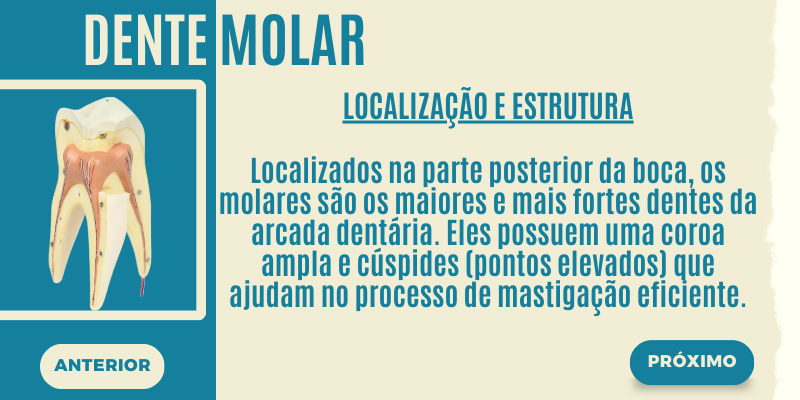 DENTE MOLAR
LOCALIZAÇÃO E ESTRUTURA
Localizados na parte posterior da boca, os
molares são os maiores e mais fortes dentes da
arcada dentária. Eles possuem uma coroa
ampla e cúspides (pontos elevados) que
ajudam no processo de mastigação eficiente.
ANTERIOR
PRÓXIMO